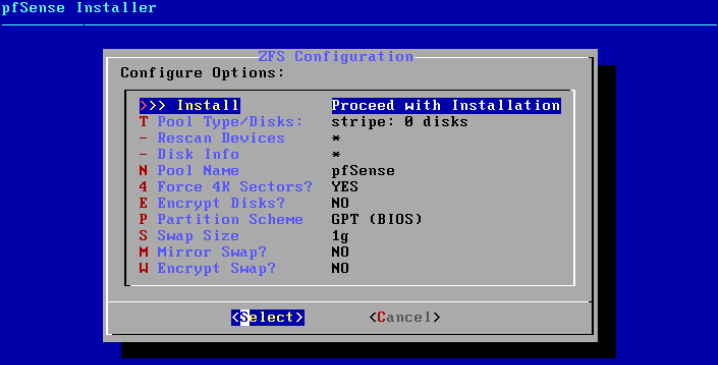 pfSense Installer
ZFS Configuration
Configure Options:
>>> Install Proceed with Installation
T Pool Type/Disks: stripe: 0 disks
- Rescan Devices *
- Disk Info *
N Pool Name pfSense
4 Force 4K Sectors? YES
E Encrypt Disks? NO
P Partition Scheme GPT (BIOS)
S Swap Size 1g
M Mirror Swap? NO
W Encrypt Swap? NO
<Select> <Cancel>